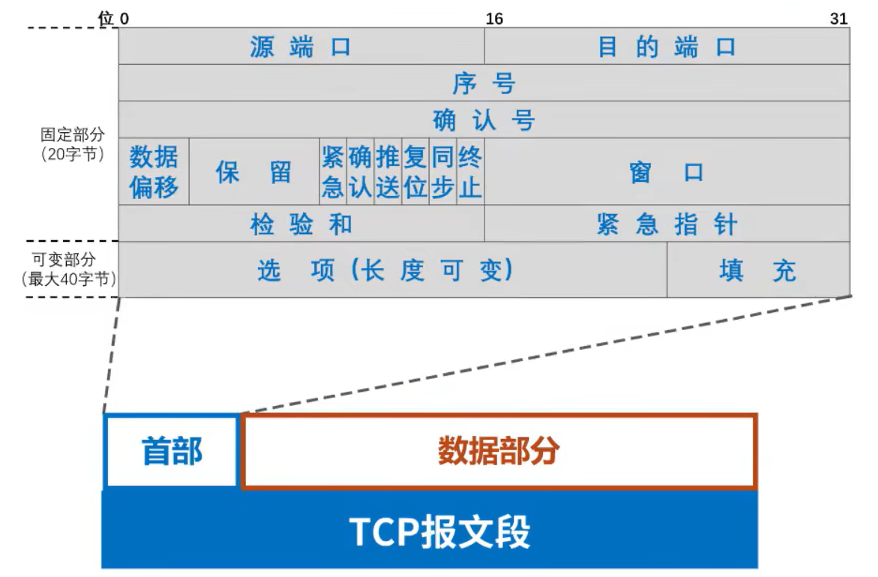 位 0 16 31
源端口 目的端口
序号
确认号
固定部分
(20字节)
数据
偏移
保留
紧急
确认
推送
复位
同步
终止
窗口
检验和 紧急指针
可变部分
(最大40字节)
选项(长度可变) 填充
首部 数据部分
TCP报文段